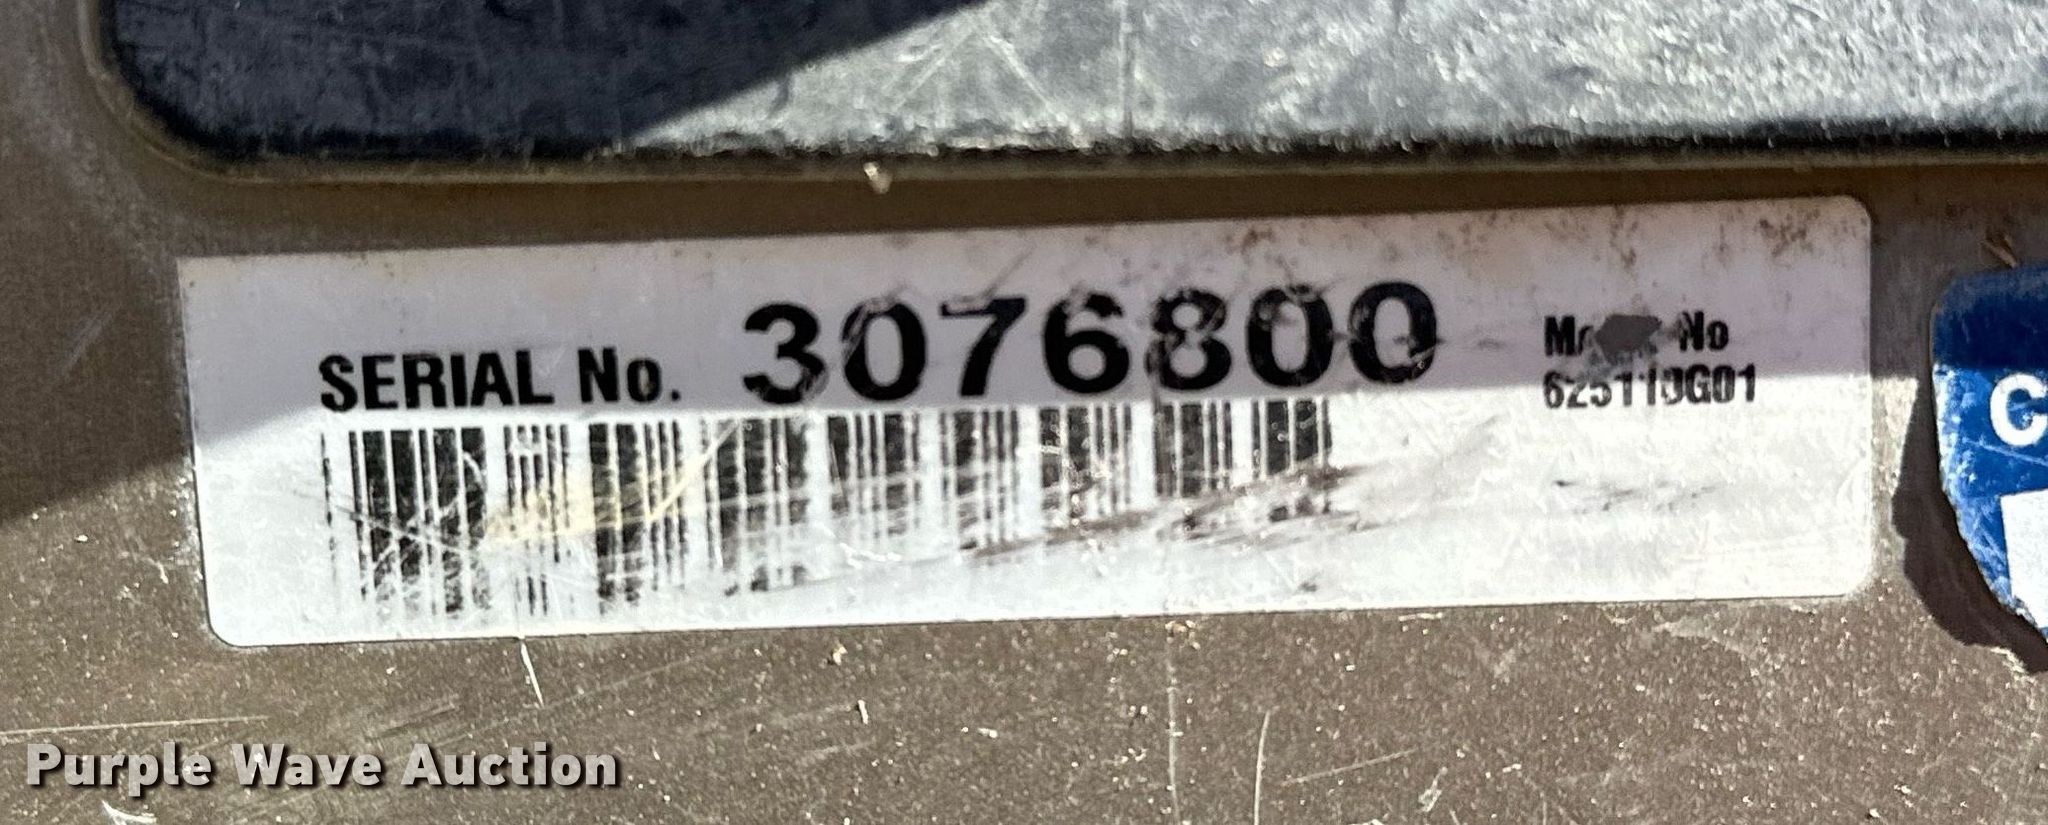 SERIAL No. 3076800
No
625110G01
C
Purple Wave Auction